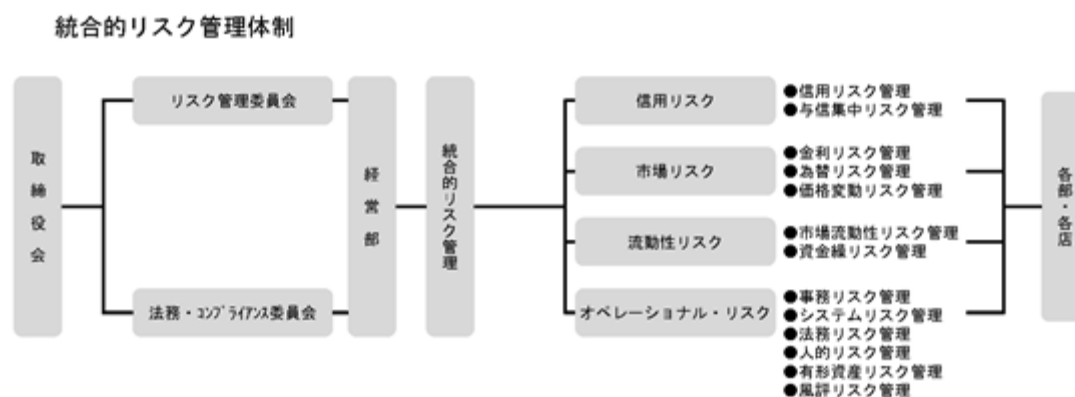 統合的リスク管理体制
取締役会
リスク管理委員会
法務・ｺﾝﾌﾟﾗｲｱﾝｽ委員会
経営部
統合的リスク管理
信用リスク
●信用リスク管理
●与信集中リスク管理
市場リスク
●金利リスク管理
●為替リスク管理
●価格変動リスク管理
流動性リスク
●市場流動性リスク管理
●資金繰リスク管理
オペレーショナル・リスク
●事務リスク管理
●システムリスク管理
●法務リスク管理
●人的リスク管理
●有形資産リスク管理
●風評リスク管理
各部・各店